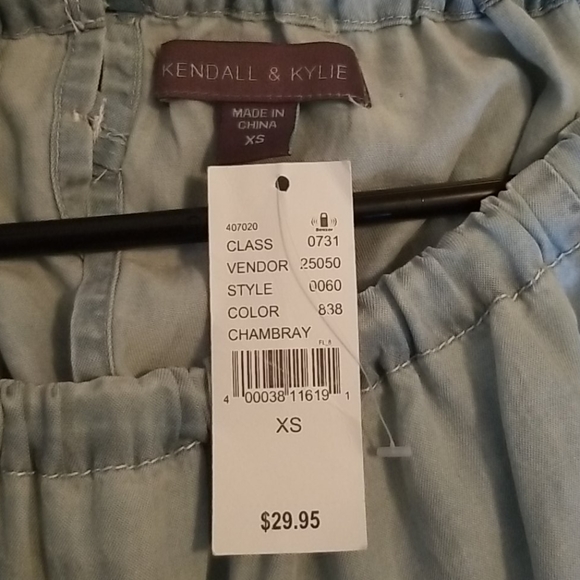 KENDALL & KYLIE
MADE IN
CHINA
XS
407020
CLASS 0731
VENDOR 25050
STYLE 0060
COLOR 838
CHAMBRAY
FL_8
4 00038 11619 1
XS
$29.95